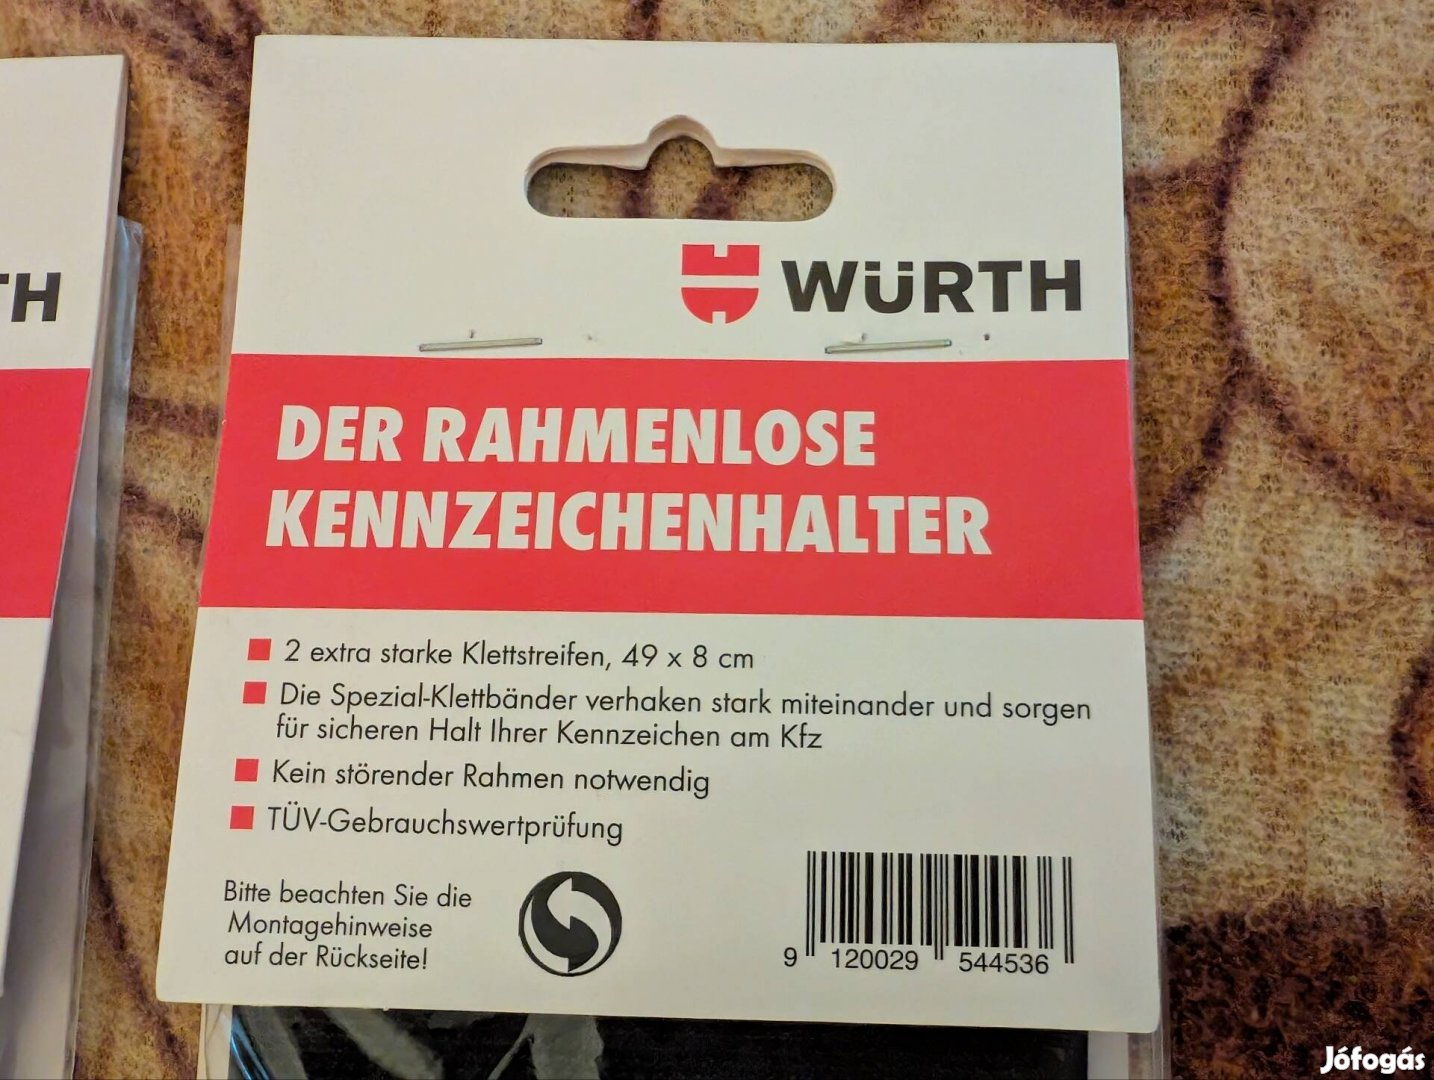 WÜRTH
TH
DER RAHMENLOSE
KENNZEICHENHALTER
2 extra starke Klettstreifen, 49 x 8 cm
Die Spezial-Klettbänder verhaken stark miteinander und sorgen
für sicheren Halt Ihrer Kennzeichen am Kfz
Kein störender Rahmen notwendig
TÜV-Gebrauchswertprüfung
Bitte beachten Sie die
Montagehinweise
auf der Rückseite!
9 120029 544536
Jófogás